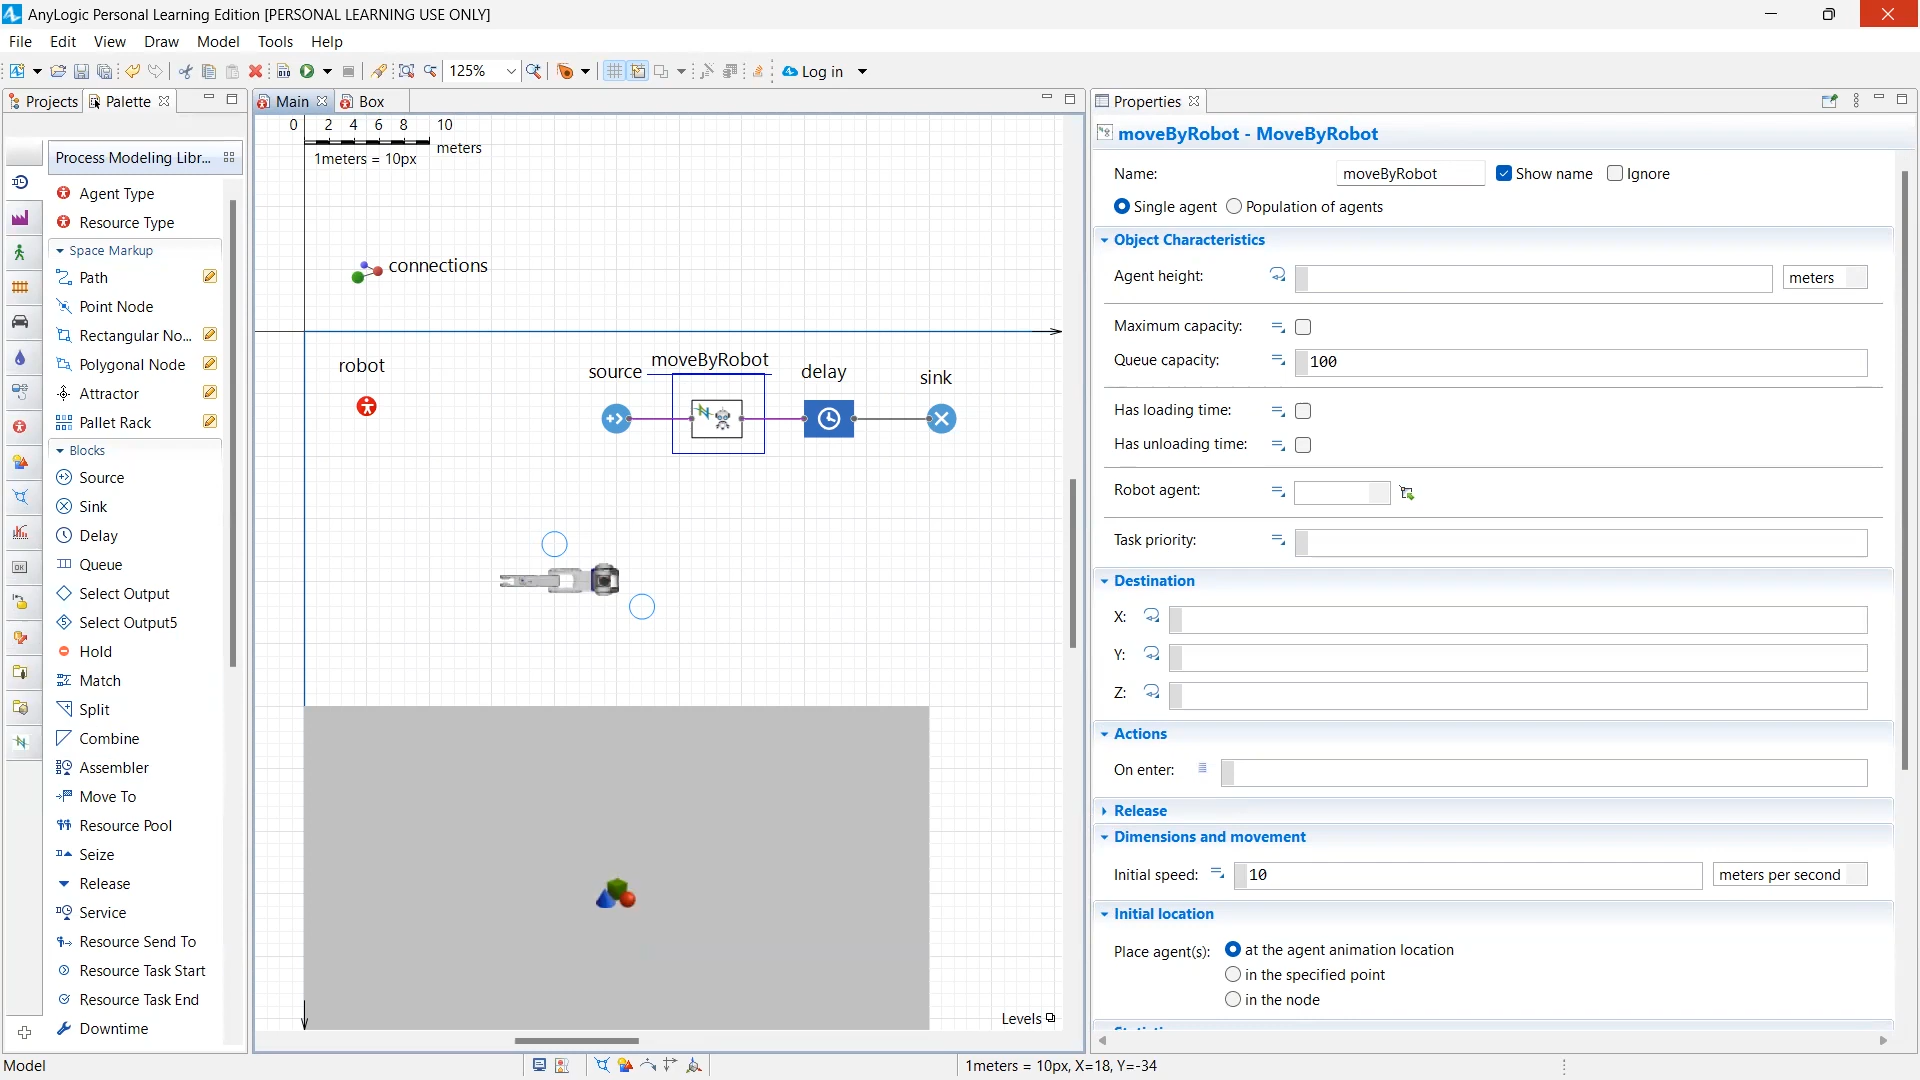 AnyLogic Personal Learning Edition [PERSONAL LEARNING USE ONLY]
File Edit View Draw Model Tools Help
125% Log in
Projects Palette Main Box Properties
Process Modeling Libr...
Agent Type
Resource Type
Space Markup
Path
Point Node
Rectangular No...
Polygonal Node
Attractor
Pallet Rack
Blocks
Source
Sink
Delay
Queue
Select Output
Select Output5
Hold
Match
Split
Combine
Assembler
Move To
Resource Pool
Seize
Release
Service
Resource Send To
Resource Task Start
Resource Task End
Downtime
OK
0 2 4 6 8 10
meters
1meters = 10px
connections
robot
source moveByRobot delay sink
Levels
moveByRobot - MoveByRobot
Name: moveByRobot Show name Ignore
Single agent Population of agents
Object Characteristics
Agent height: meters
Maximum capacity:
Queue capacity: 100
Has loading time:
Has unloading time:
Robot agent:
Task priority:
Destination
X:
Y:
Z:
Actions
On enter:
Release
Dimensions and movement
Initial speed: 10 meters per second
Initial location
Place agent(s): at the agent animation location
in the specified point
in the node
Model 1meters = 10px, X=18, Y=-34